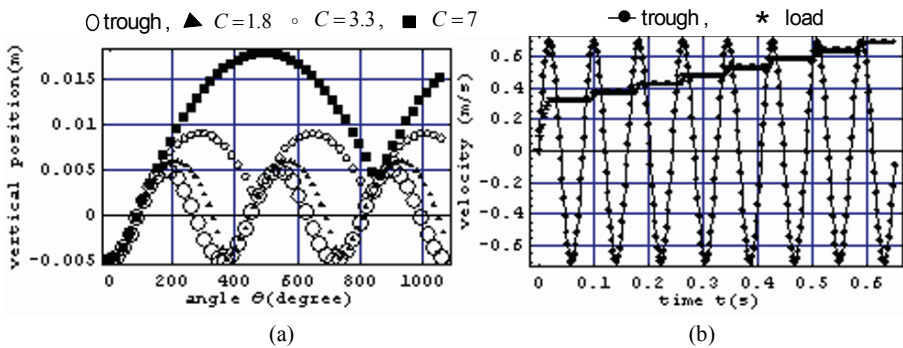 ○ trough , ▲ C=1.8 ○ C=3.3 , ■ C=7
trough , * load
vertical position(m)
0.015
0.01
0.005
0
-0.005
0 200 400 600 800 1000
angle θ(degree)
(a)
velocity (m/s)
0.6
0.4
0.2
0
-0.2
-0.4
-0.6
0 0.1 0.2 0.3 0.4 0.5 0.6
time t(s)
(b)